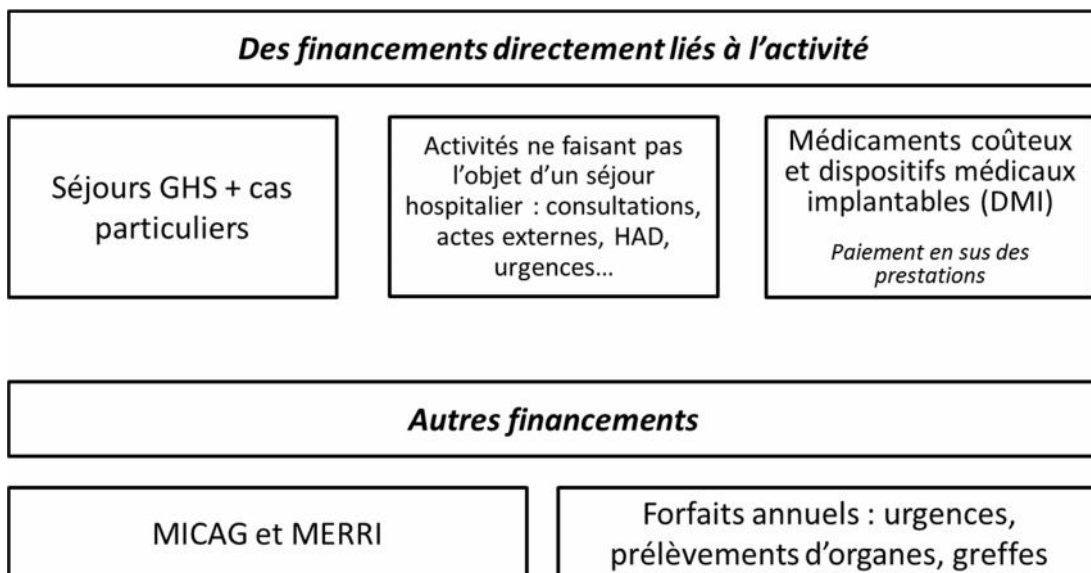 Des financements directement liés à l’activité
Séjours GHS + cas
particuliers
Activités ne faisant pas
l’objet d’un séjour
hospitalier : consultations,
actes externes, HAD,
urgences…
Médicaments coûteux
et dispositifs médicaux
implantables (DMI)
Paiement en sus des
prestations
Autres financements
MICAG et MERRI
Forfaits annuels : urgences,
prélèvements d’organes, greffes